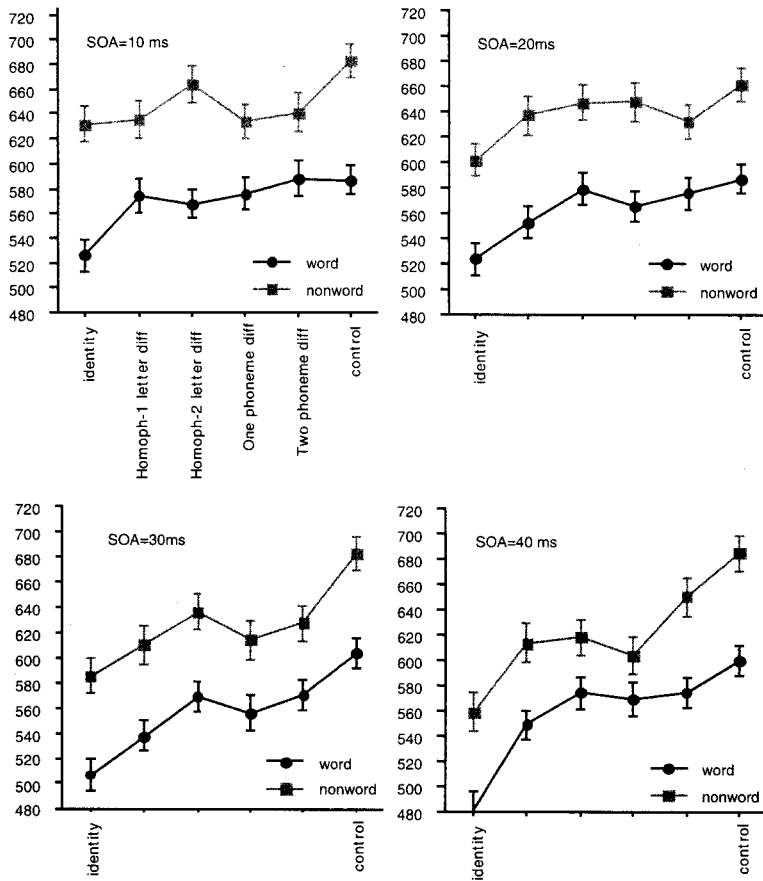 720
700
680
660
640
620
600
580
560
540
520
500
480
SOA=10 ms
word
nonword
identity
Homoph-1 letter diff
Homoph-2 letter diff
One phoneme diff
Two phoneme diff
control
720
700
680
660
640
620
600
580
560
540
520
500
480
SOA=20ms
word
nonword
identity
control
720
700
680
660
640
620
600
580
560
540
520
500
480
SOA=30ms
word
nonword
identity
control
720
700
680
660
640
620
600
580
560
540
520
500
480
SOA=40 ms
word
nonword
identity
control